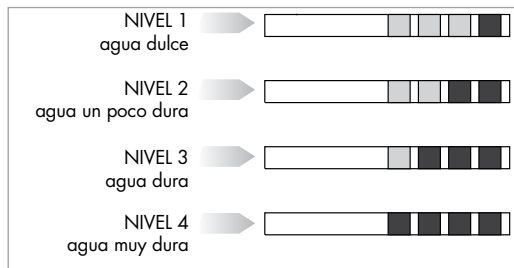 NIVEL 1
agua dulce
NIVEL 2
agua un poco dura
NIVEL 3
agua dura
NIVEL 4
agua muy dura